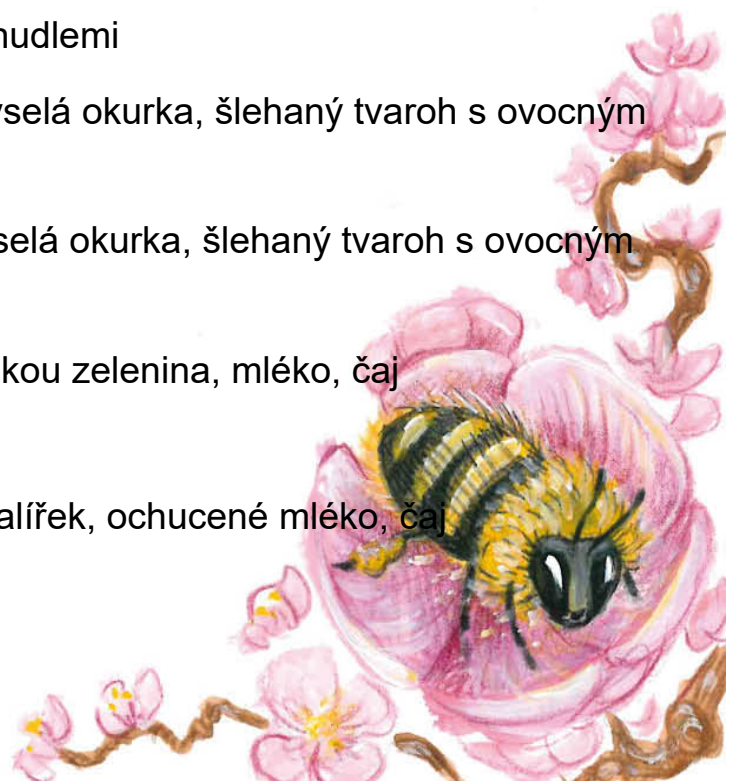 nudlemi
yselá okurka, šlehaný tvaroh s ovocným
selá okurka, šlehaný tvaroh s ovocným
kou zelenina, mléko, čaj
alířek, ochucené mléko, čaj